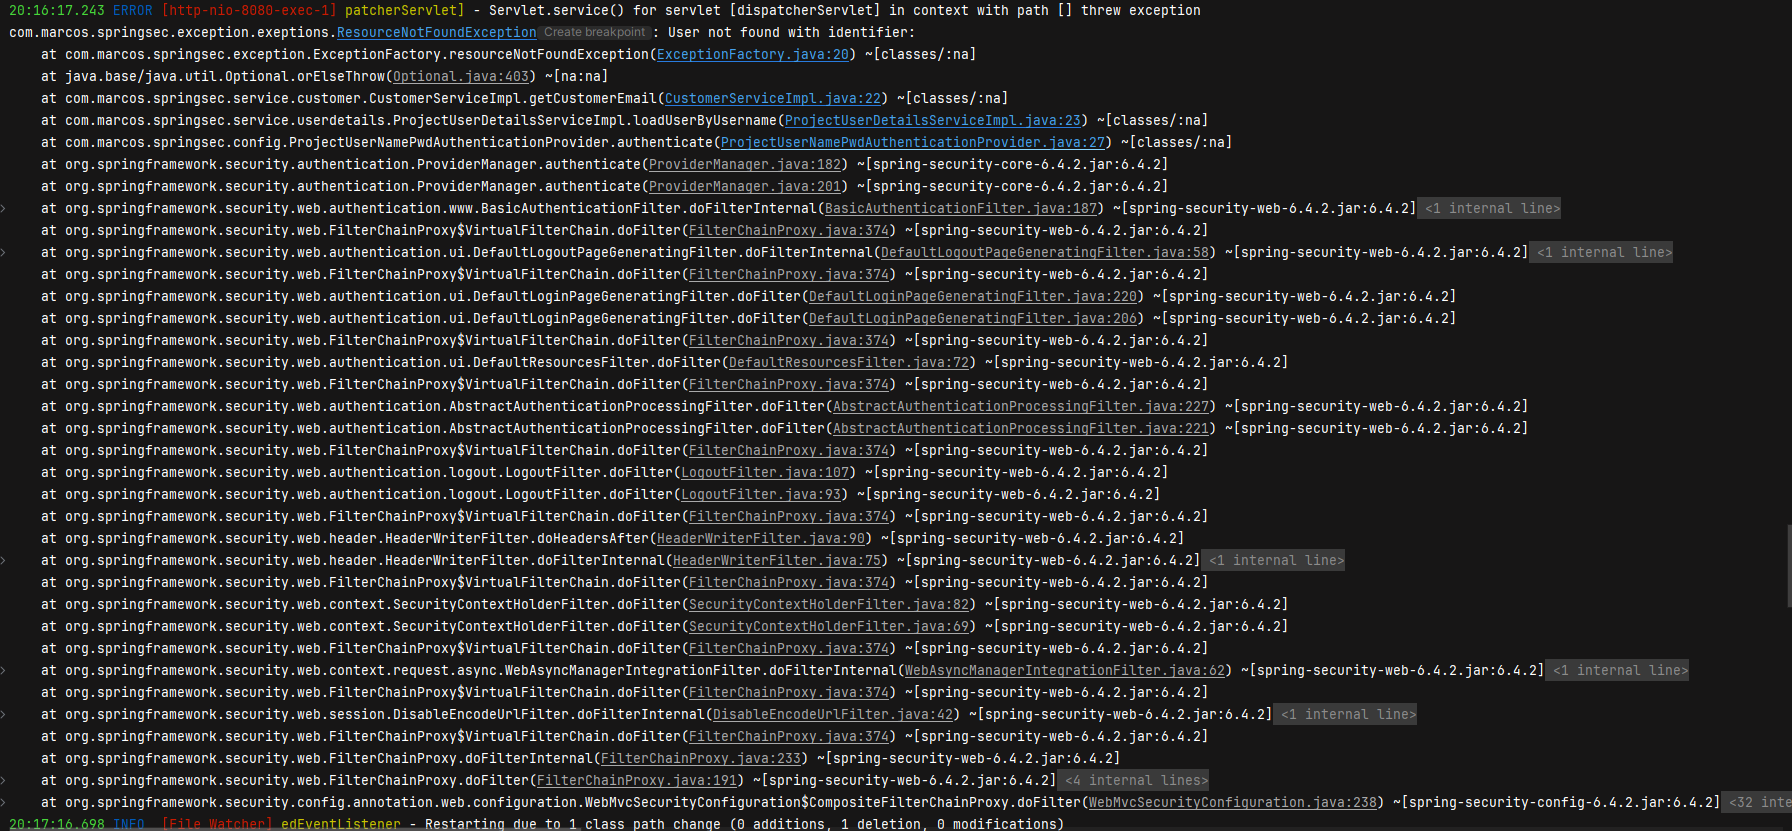 20:16:17.243 ERROR [http-nio-8080-exec-1] patcherServlet] - Servlet.service() for servlet [dispatcherServlet] in context with path [] threw exception
com.marcos.springsec.exception.exeptions.ResourceNotFoundException Create breakpoint : User not found with identifier:
at com.marcos.springsec.exception.ExceptionFactory.resourceNotFoundException(ExceptionFactory.java:20) ~[classes/:na]
at java.base/java.util.Optional.orElseThrow(Optional.java:403) ~[na:na]
at com.marcos.springsec.service.customer.CustomerServiceImpl.getCustomerEmail(CustomerServiceImpl.java:22) ~[classes/:na]
at com.marcos.springsec.service.userdetails.ProjectUserDetailsServiceImpl.loadUserByUsername(ProjectUserDetailsServiceImpl.java:23) ~[classes/:na]
at com.marcos.springsec.config.ProjectUserNamePwdAuthenticationProvider.authenticate(ProjectUserNamePwdAuthenticationProvider.java:27) ~[classes/:na]
at org.springframework.security.authentication.ProviderManager.authenticate(ProviderManager.java:182) ~[spring-security-core-6.4.2.jar:6.4.2]
at org.springframework.security.authentication.ProviderManager.authenticate(ProviderManager.java:201) ~[spring-security-core-6.4.2.jar:6.4.2]
at org.springframework.security.web.authentication.www.BasicAuthenticationFilter.doFilterInternal(BasicAuthenticationFilter.java:187) ~[spring-security-web-6.4.2.jar:6.4.2] <1 internal line>
at org.springframework.security.web.FilterChainProxy$VirtualFilterChain.doFilter(FilterChainProxy.java:374) ~[spring-security-web-6.4.2.jar:6.4.2]
at org.springframework.security.web.authentication.ui.DefaultLogoutPageGeneratingFilter.doFilterInternal(DefaultLogoutPageGeneratingFilter.java:58) ~[spring-security-web-6.4.2.jar:6.4.2] <1 internal line>
at org.springframework.security.web.FilterChainProxy$VirtualFilterChain.doFilter(FilterChainProxy.java:374) ~[spring-security-web-6.4.2.jar:6.4.2]
at org.springframework.security.web.authentication.ui.DefaultLoginPageGeneratingFilter.doFilter(DefaultLoginPageGeneratingFilter.java:220) ~[spring-security-web-6.4.2.jar:6.4.2]
at org.springframework.security.web.authentication.ui.DefaultLoginPageGeneratingFilter.doFilter(DefaultLoginPageGeneratingFilter.java:206) ~[spring-security-web-6.4.2.jar:6.4.2]
at org.springframework.security.web.FilterChainProxy$VirtualFilterChain.doFilter(FilterChainProxy.java:374) ~[spring-security-web-6.4.2.jar:6.4.2]
at org.springframework.security.web.authentication.ui.DefaultResourcesFilter.doFilter(DefaultResourcesFilter.java:72) ~[spring-security-web-6.4.2.jar:6.4.2]
at org.springframework.security.web.FilterChainProxy$VirtualFilterChain.doFilter(FilterChainProxy.java:374) ~[spring-security-web-6.4.2.jar:6.4.2]
at org.springframework.security.web.authentication.AbstractAuthenticationProcessingFilter.doFilter(AbstractAuthenticationProcessingFilter.java:227) ~[spring-security-web-6.4.2.jar:6.4.2]
at org.springframework.security.web.authentication.AbstractAuthenticationProcessingFilter.doFilter(AbstractAuthenticationProcessingFilter.java:221) ~[spring-security-web-6.4.2.jar:6.4.2]
at org.springframework.security.web.FilterChainProxy$VirtualFilterChain.doFilter(FilterChainProxy.java:374) ~[spring-security-web-6.4.2.jar:6.4.2]
at org.springframework.security.web.authentication.logout.LogoutFilter.doFilter(LogoutFilter.java:107) ~[spring-security-web-6.4.2.jar:6.4.2]
at org.springframework.security.web.authentication.logout.LogoutFilter.doFilter(LogoutFilter.java:93) ~[spring-security-web-6.4.2.jar:6.4.2]
at org.springframework.security.web.FilterChainProxy$VirtualFilterChain.doFilter(FilterChainProxy.java:374) ~[spring-security-web-6.4.2.jar:6.4.2]
at org.springframework.security.web.header.HeaderWriterFilter.doHeadersAfter(HeaderWriterFilter.java:90) ~[spring-security-web-6.4.2.jar:6.4.2]
at org.springframework.security.web.header.HeaderWriterFilter.doFilterInternal(HeaderWriterFilter.java:75) ~[spring-security-web-6.4.2.jar:6.4.2] <1 internal line>
at org.springframework.security.web.FilterChainProxy$VirtualFilterChain.doFilter(FilterChainProxy.java:374) ~[spring-security-web-6.4.2.jar:6.4.2]
at org.springframework.security.web.context.SecurityContextHolderFilter.doFilter(SecurityContextHolderFilter.java:82) ~[spring-security-web-6.4.2.jar:6.4.2]
at org.springframework.security.web.context.SecurityContextHolderFilter.doFilter(SecurityContextHolderFilter.java:69) ~[spring-security-web-6.4.2.jar:6.4.2]
at org.springframework.security.web.FilterChainProxy$VirtualFilterChain.doFilter(FilterChainProxy.java:374) ~[spring-security-web-6.4.2.jar:6.4.2]
at org.springframework.security.web.context.request.async.WebAsyncManagerIntegrationFilter.doFilterInternal(WebAsyncManagerIntegrationFilter.java:62) ~[spring-security-web-6.4.2.jar:6.4.2] <1 internal line>
at org.springframework.security.web.FilterChainProxy$VirtualFilterChain.doFilter(FilterChainProxy.java:374) ~[spring-security-web-6.4.2.jar:6.4.2]
at org.springframework.security.web.session.DisableEncodeUrlFilter.doFilterInternal(DisableEncodeUrlFilter.java:42) ~[spring-security-web-6.4.2.jar:6.4.2] <1 internal line>
at org.springframework.security.web.FilterChainProxy$VirtualFilterChain.doFilter(FilterChainProxy.java:374) ~[spring-security-web-6.4.2.jar:6.4.2]
at org.springframework.security.web.FilterChainProxy.doFilterInternal(FilterChainProxy.java:233) ~[spring-security-web-6.4.2.jar:6.4.2]
at org.springframework.security.web.FilterChainProxy.doFilter(FilterChainProxy.java:191) ~[spring-security-web-6.4.2.jar:6.4.2] <4 internal lines>
at org.springframework.security.config.annotation.web.configuration.WebMvcSecurityConfiguration$CompositeFilterChainProxy.doFilter(WebMvcSecurityConfiguration.java:238) ~[spring-security-config-6.4.2.jar:6.4.2] <32 inte
20:17:16.698 INFO [File Watcher] edEventListener - Restarting due to 1 class path change (0 additions, 1 deletion, 0 modifications)